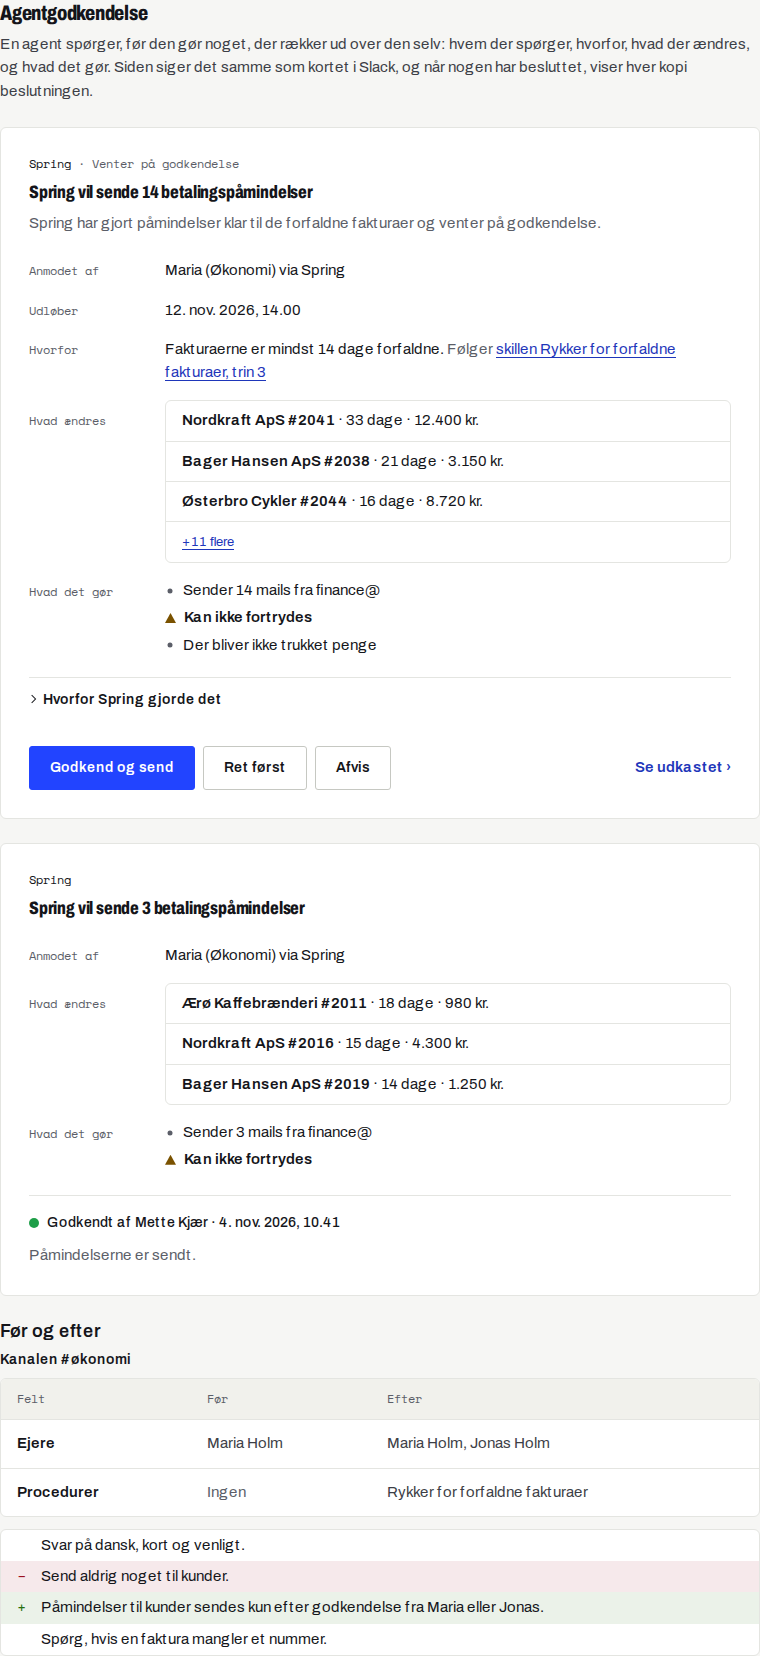 Agentgodkendelse
En agent spørger, før den gør noget, der rækker ud over den selv: hvem der spørger, hvorfor, hvad der ændres,
og hvad det gør. Siden siger det samme som kortet i Slack, og når nogen har besluttet, viser hver kopi
beslutningen.
Spring · Venter på godkendelse
Spring vil sende 14 betalingspåmindelser
Spring har gjort påmindelser klar til de forfaldne fakturaer og venter på godkendelse.
Anmodet af Maria (Økonomi) via Spring
Udløber 12. nov. 2026, 14.00
Hvorfor Fakturaerne er mindst 14 dage forfaldne. Følger skillen Rykker for forfaldne
fakturaer, trin 3
Hvad ændres Nordkraft ApS #2041 · 33 dage · 12.400 kr.
Bager Hansen ApS #2038 · 21 dage · 3.150 kr.
Østerbro Cykler #2044 · 16 dage · 8.720 kr.
+11 flere
Hvad det gør • Sender 14 mails fra finance@
▲ Kan ikke fortrydes
• Der bliver ikke trukket penge
› Hvorfor Spring gjorde det
Godkend og send Ret først Afvis Se udkastet ›
Spring
Spring vil sende 3 betalingspåmindelser
Anmodet af Maria (Økonomi) via Spring
Hvad ændres Ærø Kaffebrænderi #2011 · 18 dage · 980 kr.
Nordkraft ApS #2016 · 15 dage · 4.300 kr.
Bager Hansen ApS #2019 · 14 dage · 1.250 kr.
Hvad det gør • Sender 3 mails fra finance@
▲ Kan ikke fortrydes
Godkendt af Mette Kjær · 4. nov. 2026, 10.41
Påmindelserne er sendt.
Før og efter
Kanalen #økonomi
Felt Før Efter
Ejere Maria Holm Maria Holm, Jonas Holm
Procedurer Ingen Rykker for forfaldne fakturaer
Svar på dansk, kort og venligt.
− Send aldrig noget til kunder.
+ Påmindelser til kunder sendes kun efter godkendelse fra Maria eller Jonas.
Spørg, hvis en faktura mangler et nummer.